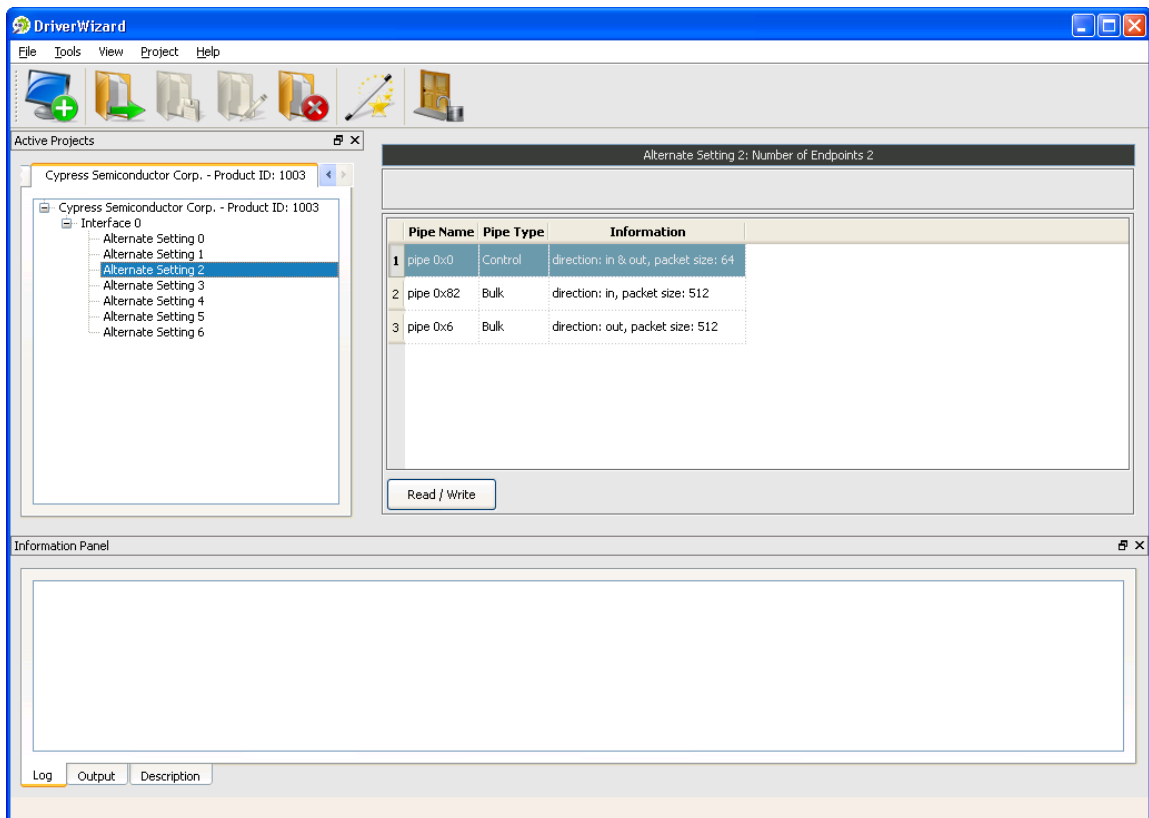 DriverWizard
File Tools View Project Help
Active Projects
Cypress Semiconductor Corp. - Product ID: 1003
Cypress Semiconductor Corp. - Product ID: 1003
Interface 0
Alternate Setting 0
Alternate Setting 1
Alternate Setting 2
Alternate Setting 3
Alternate Setting 4
Alternate Setting 5
Alternate Setting 6
Alternate Setting 2: Number of Endpoints 2
Pipe Name Pipe Type Information
1 pipe 0x0 Control direction: in & out, packet size: 64
2 pipe 0x82 Bulk direction: in, packet size: 512
3 pipe 0x6 Bulk direction: out, packet size: 512
Read / Write
Information Panel
Log Output Description